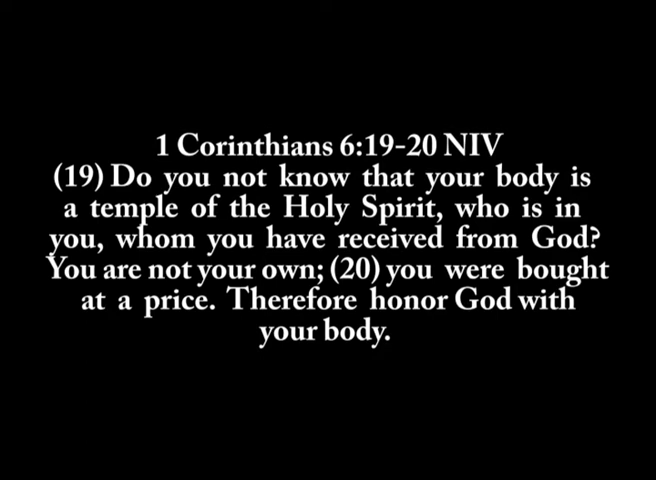 1 Corinthians 6:19-20 NIV
(19) Do you not know that your body is
a temple of the Holy Spirit, who is in
you, whom you have received from God?
You are not your own; (20) you were bought
at a price. Therefore honor God with
your body.